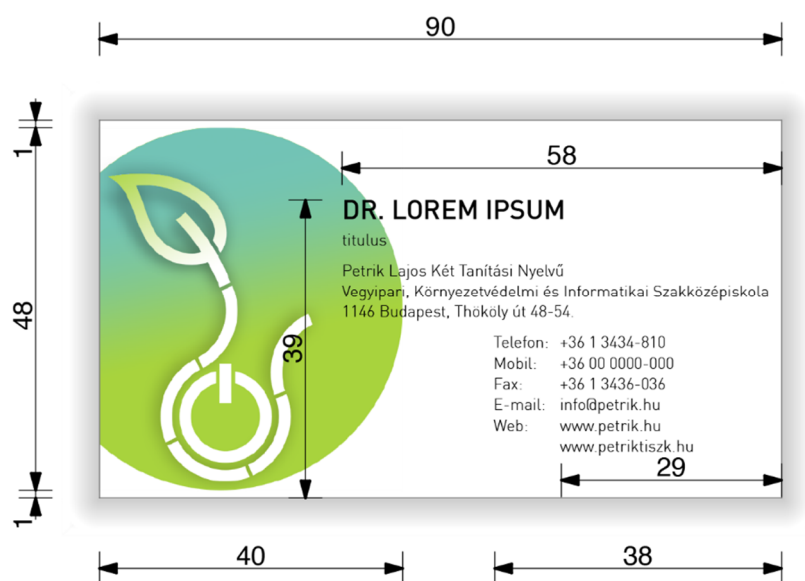 90
1
58
DR. LOREM IPSUM
titulus
Petrik Lajos Két Tanítási Nyelvű
Vegyipari, Környezetvédelmi és Informatikai Szakközépiskola
1146 Budapest, Thököly út 48-54.
48
39
Telefon: +36 1 3434-810
Mobil: +36 00 0000-000
Fax: +36 1 3436-036
E-mail: info@petrik.hu
Web: www.petrik.hu
www.petriktiszk.hu
29
1
40
38